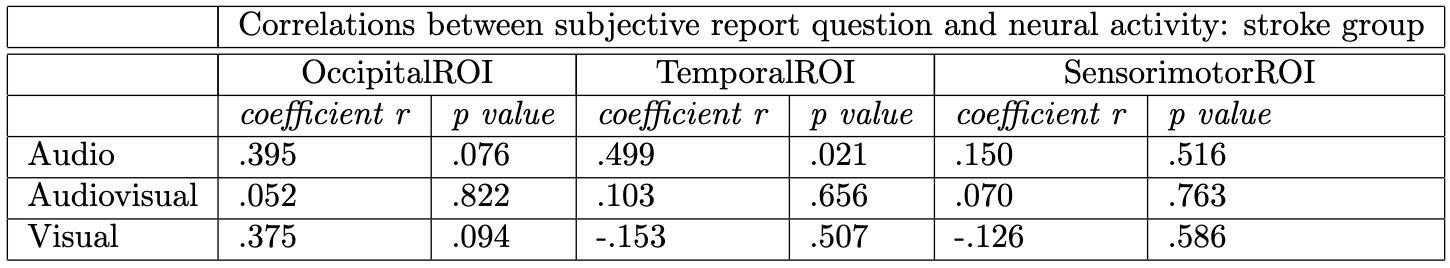 Correlations between subjective report question and neural activity: stroke group
OccipitalROI TemporalROI SensorimotorROI
coefficient r p value coefficient r p value coefficient r p value
Audio .395 .076 .499 .021 .150 .516
Audiovisual .052 .822 .103 .656 .070 .763
Visual .375 .094 -.153 .507 -.126 .586